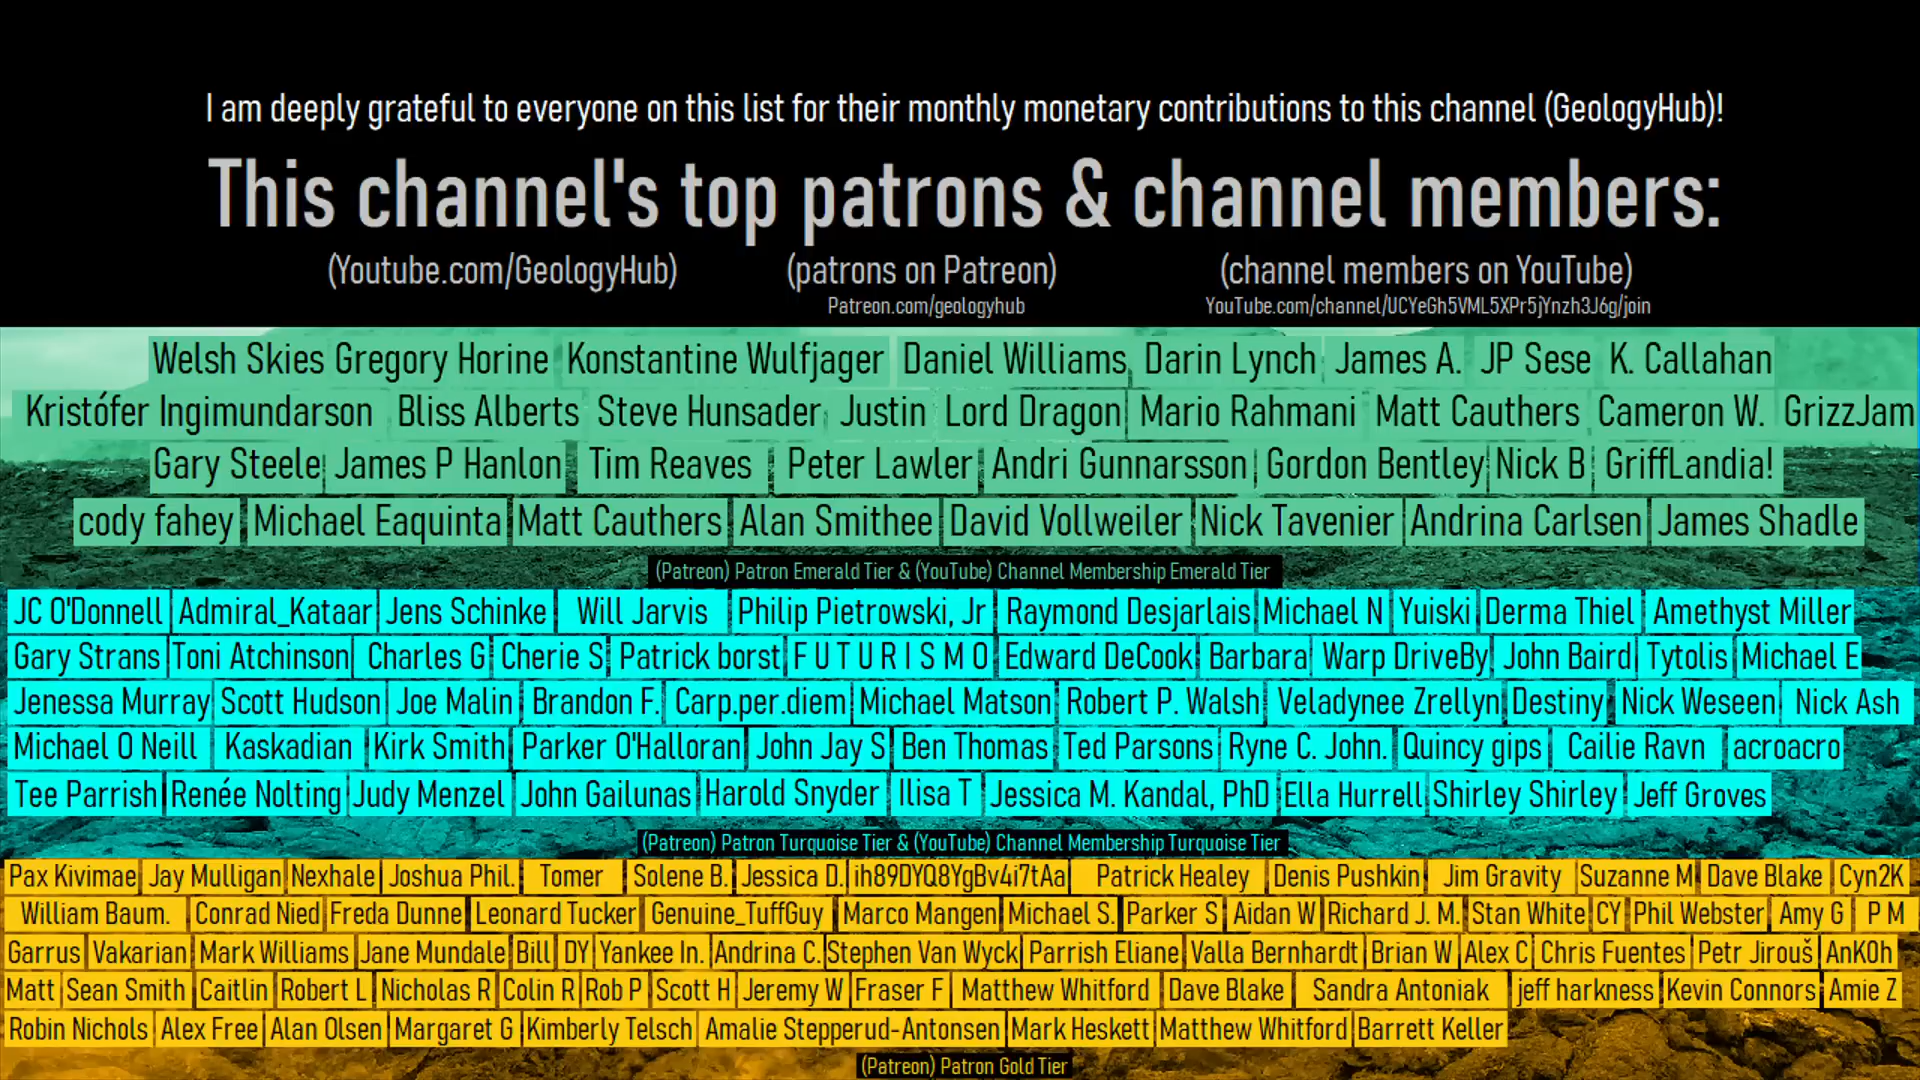 I am deeply grateful to everyone on this list for their monthly monetary contributions to this channel (GeologyHub)!
This channel's top patrons & channel members:
(Youtube.com/GeologyHub) (patrons on Patreon) (channel members on YouTube)
Patreon.com/geologyhub YouTube.com/channel/UCYeGh5VML5XPr5jYnzh3J6g/join
Welsh Skies Gregory Horine Konstantine Wulfjager Daniel Williams Darin Lynch James A. JP Sese K. Callahan
Kristófer Ingimundarson Bliss Alberts Steve Hunsader Justin Lord Dragon Mario Rahmani Matt Cauthers Cameron W. GrizzJam
Gary Steele James P Hanlon Tim Reaves Peter Lawler Andri Gunnarsson Gordon Bentley Nick B GriffLandia!
cody fahey Michael Eaquinta Matt Cauthers Alan Smithee David Vollweiler Nick Tavenier Andrina Carlsen James Shadle
(Patreon) Patron Emerald Tier & (YouTube) Channel Membership Emerald Tier
JC O'Donnell Admiral_Kataar Jens Schinke Will Jarvis Philip Pietrowski, Jr Raymond Desjarlais Michael N Yuiski Derma Thiel Amethyst Miller
Gary Strans Toni Atchinson Charles G Cherie S Patrick borst F U T U R I S M O Edward DeCook Barbara Warp DriveBy John Baird Tytolis Michael E
Jenessa Murray Scott Hudson Joe Malin Brandon F. Carp.per.diem Michael Matson Robert P. Walsh Veladynee Zrellyn Destiny Nick Weseen Nick Ash
Michael O Neill Kaskadian Kirk Smith Parker O'Halloran John Jay S Ben Thomas Ted Parsons Ryne C. John. Quincy gips Cailie Ravn acroacro
Tee Parrish Renée Nolting Judy Menzel John Gailunas Harold Snyder Ilisa T Jessica M. Kandal, PhD Ella Hurrell Shirley Shirley Jeff Groves
(Patreon) Patron Turquoise Tier & (YouTube) Channel Membership Turquoise Tier
Pax Kivimae Jay Mulligan Nexhale Joshua Phil. Tomer Solene B. Jessica D. ih89DYQ8YgBv4i7tAa Patrick Healey Denis Pushkin Jim Gravity Suzanne M Dave Blake Cyn2K
William Baum. Conrad Nied Freda Dunne Leonard Tucker Genuine_TuffGuy Marco Mangen Michael S. Parker S Aidan W Richard J. M. Stan White CY Phil Webster Amy G P M
Garrus Vakarian Mark Williams Jane Mundale Bill DY Yankee In. Andrina C. Stephen Van Wyck Parrish Eliane Valla Bernhardt Brian W Alex C Chris Fuentes Petr Jirouš AnK0h
Matt Sean Smith Caitlin Robert L Nicholas R Colin R Rob P Scott H Jeremy W Fraser F Matthew Whitford Dave Blake Sandra Antoniak jeff harkness Kevin Connors Amie Z
Robin Nichols Alex Free Alan Olsen Margaret G Kimberly Telsch Amalie Stepperud-Antonsen Mark Heskett Matthew Whitford Barrett Keller
(Patreon) Patron Gold Tier